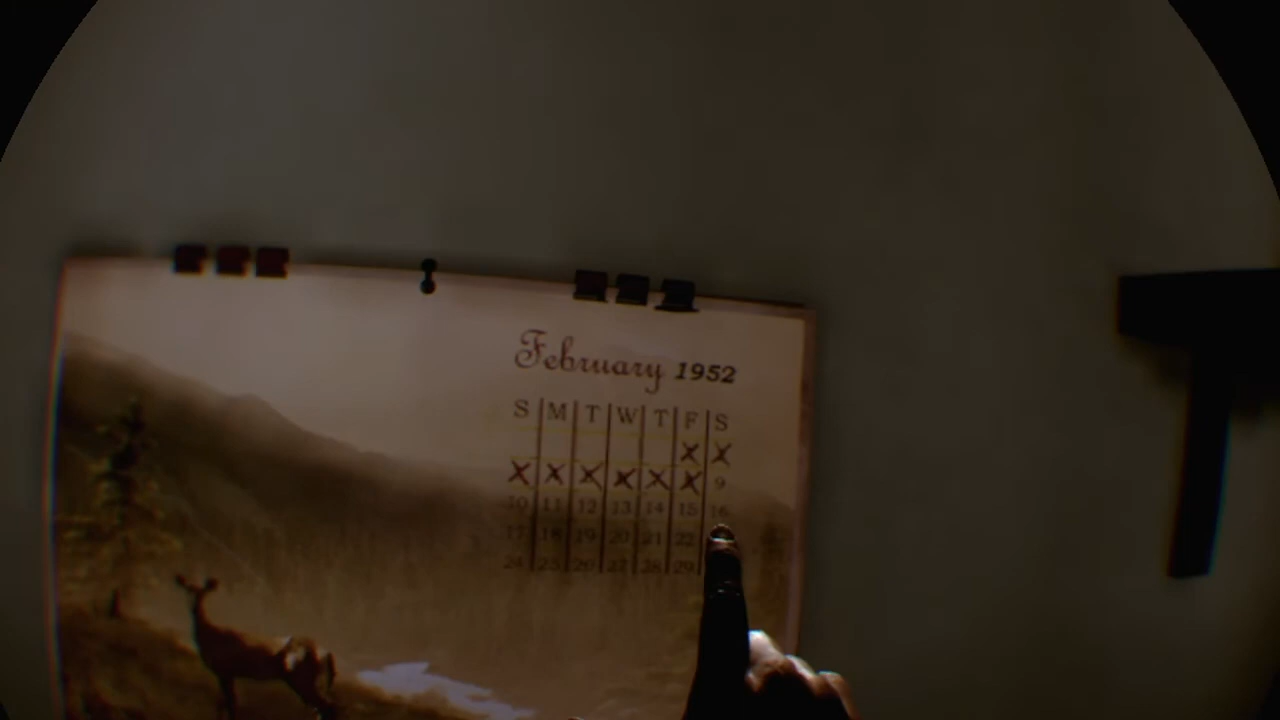 February 1952
S M T W T F S
X X
X X X X X X 9
10 11 12 13 14 15 16
17 18 19 20 21 22
24 25 26 27 28 29